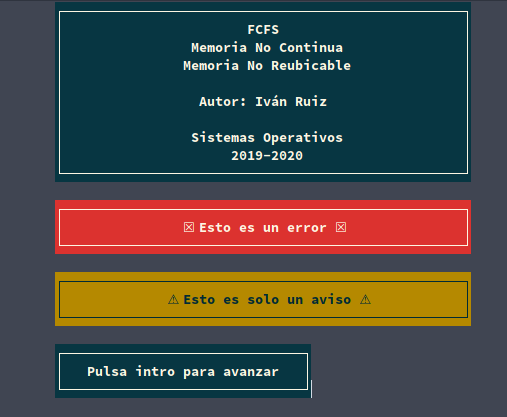 FCFS
Memoria No Continua
Memoria No Reubicable
Autor: Iván Ruiz
Sistemas Operativos
2019-2020
☒ Esto es un error ☒
⚠ Esto es solo un aviso ⚠
Pulsa intro para avanzar